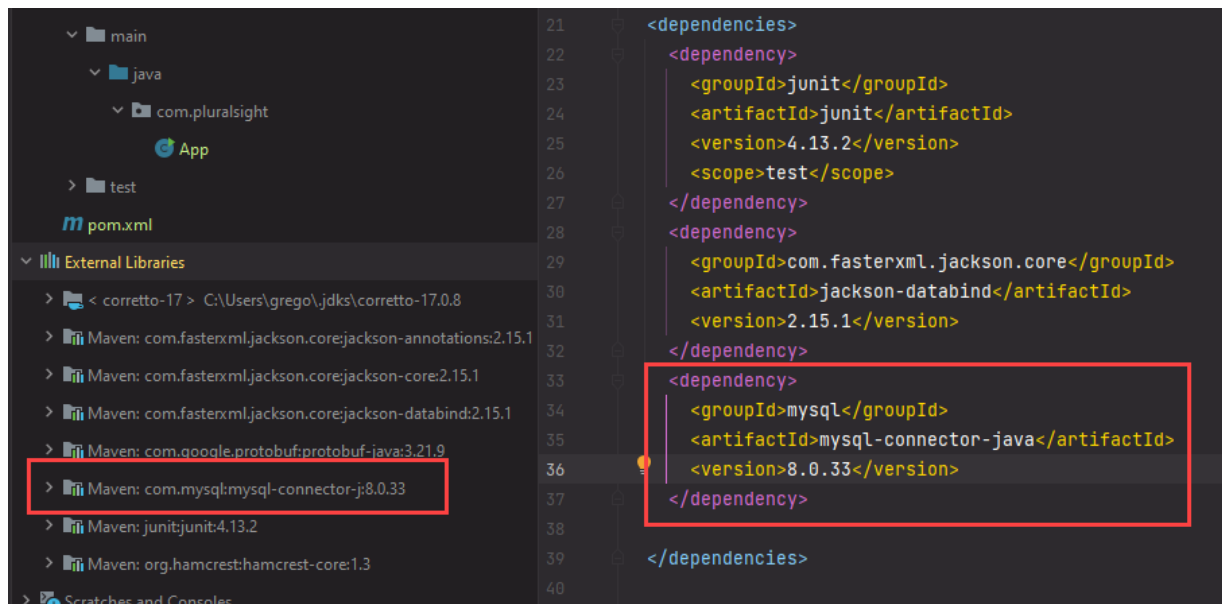 main
java
com.pluralsight
App
test
pom.xml
External Libraries
< corretto-17 > C:\Users\grego\.jdks\corretto-17.0.8
Maven: com.fasterxml.jackson.core:jackson-annotations:2.15.1
Maven: com.fasterxml.jackson.core:jackson-core:2.15.1
Maven: com.fasterxml.jackson.core:jackson-databind:2.15.1
Maven: com.google.protobuf:protobuf-java:3.21.9
Maven: com.mysql:mysql-connector-j:8.0.33
Maven: junit:junit:4.13.2
Maven: org.hamcrest:hamcrest-core:1.3
Scratches and Consoles
21 <dependencies>
22 <dependency>
23 <groupId>junit</groupId>
24 <artifactId>junit</artifactId>
25 <version>4.13.2</version>
26 <scope>test</scope>
27 </dependency>
28 <dependency>
29 <groupId>com.fasterxml.jackson.core</groupId>
30 <artifactId>jackson-databind</artifactId>
31 <version>2.15.1</version>
32 </dependency>
33 <dependency>
34 <groupId>mysql</groupId>
35 <artifactId>mysql-connector-java</artifactId>
36 <version>8.0.33</version>
37 </dependency>
38
39 </dependencies>
40